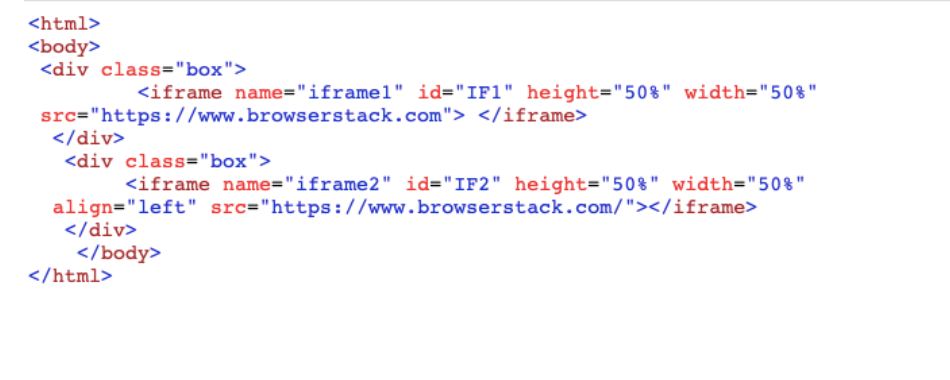 <html>
<body>
<div class="box">
<iframe name="iframe1" id="IF1" height="50%" width="50%"
src="https://www.browserstack.com"> </iframe>
</div>
<div class="box">
<iframe name="iframe2" id="IF2" height="50%" width="50%"
align="left" src="https://www.browserstack.com/"></iframe>
</div>
</body>
</html>